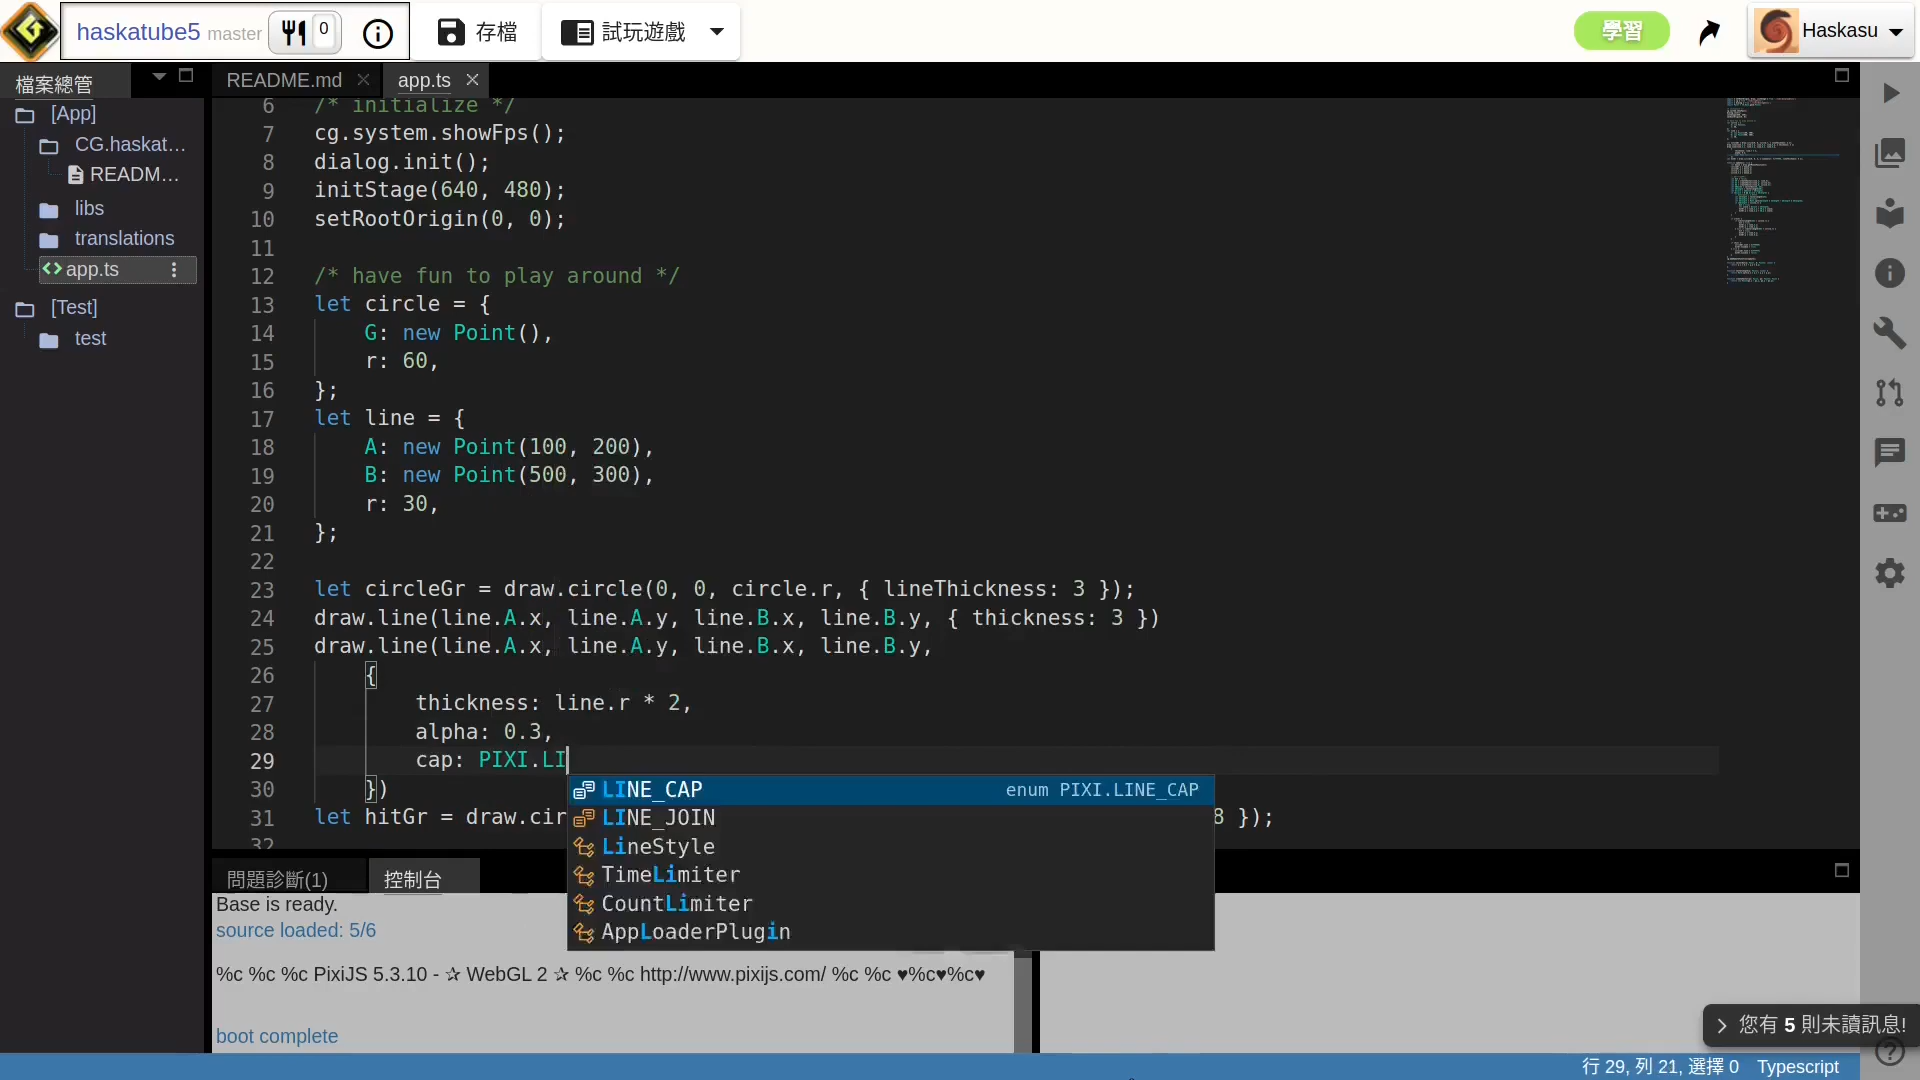 haskatube5 master 0 存檔 試玩遊戲 學習 Haskasu
檔案總管 README.md app.ts
[App]
CG.haskat...
READM...
libs
translations
app.ts
[Test]
test
6 /* initialize */
7 cg.system.showFps();
8 dialog.init();
9 initStage(640, 480);
10 setRootOrigin(0, 0);
11
12 /* have fun to play around */
13 let circle = {
14 G: new Point(),
15 r: 60,
16 };
17 let line = {
18 A: new Point(100, 200),
19 B: new Point(500, 300),
20 r: 30,
21 };
22
23 let circleGr = draw.circle(0, 0, circle.r, { lineThickness: 3 });
24 draw.line(line.A.x, line.A.y, line.B.x, line.B.y, { thickness: 3 })
25 draw.line(line.A.x, line.A.y, line.B.x, line.B.y,
26 {
27 thickness: line.r * 2,
28 alpha: 0.3,
29 cap: PIXI.LI
30 })
31 let hitGr = draw.cir 8 });
32
LINE_CAP enum PIXI.LINE_CAP
LINE_JOIN
LineStyle
TimeLimiter
CountLimiter
AppLoaderPlugin
問題診斷(1) 控制台
Base is ready.
source loaded: 5/6
%c %c %c PixiJS 5.3.10 - ✰ WebGL 2 ✰ %c %c http://www.pixijs.com/ %c %c ♥%c♥%c♥
boot complete
您有 5 則未讀訊息!
行 29, 列 21, 選擇 0 Typescript